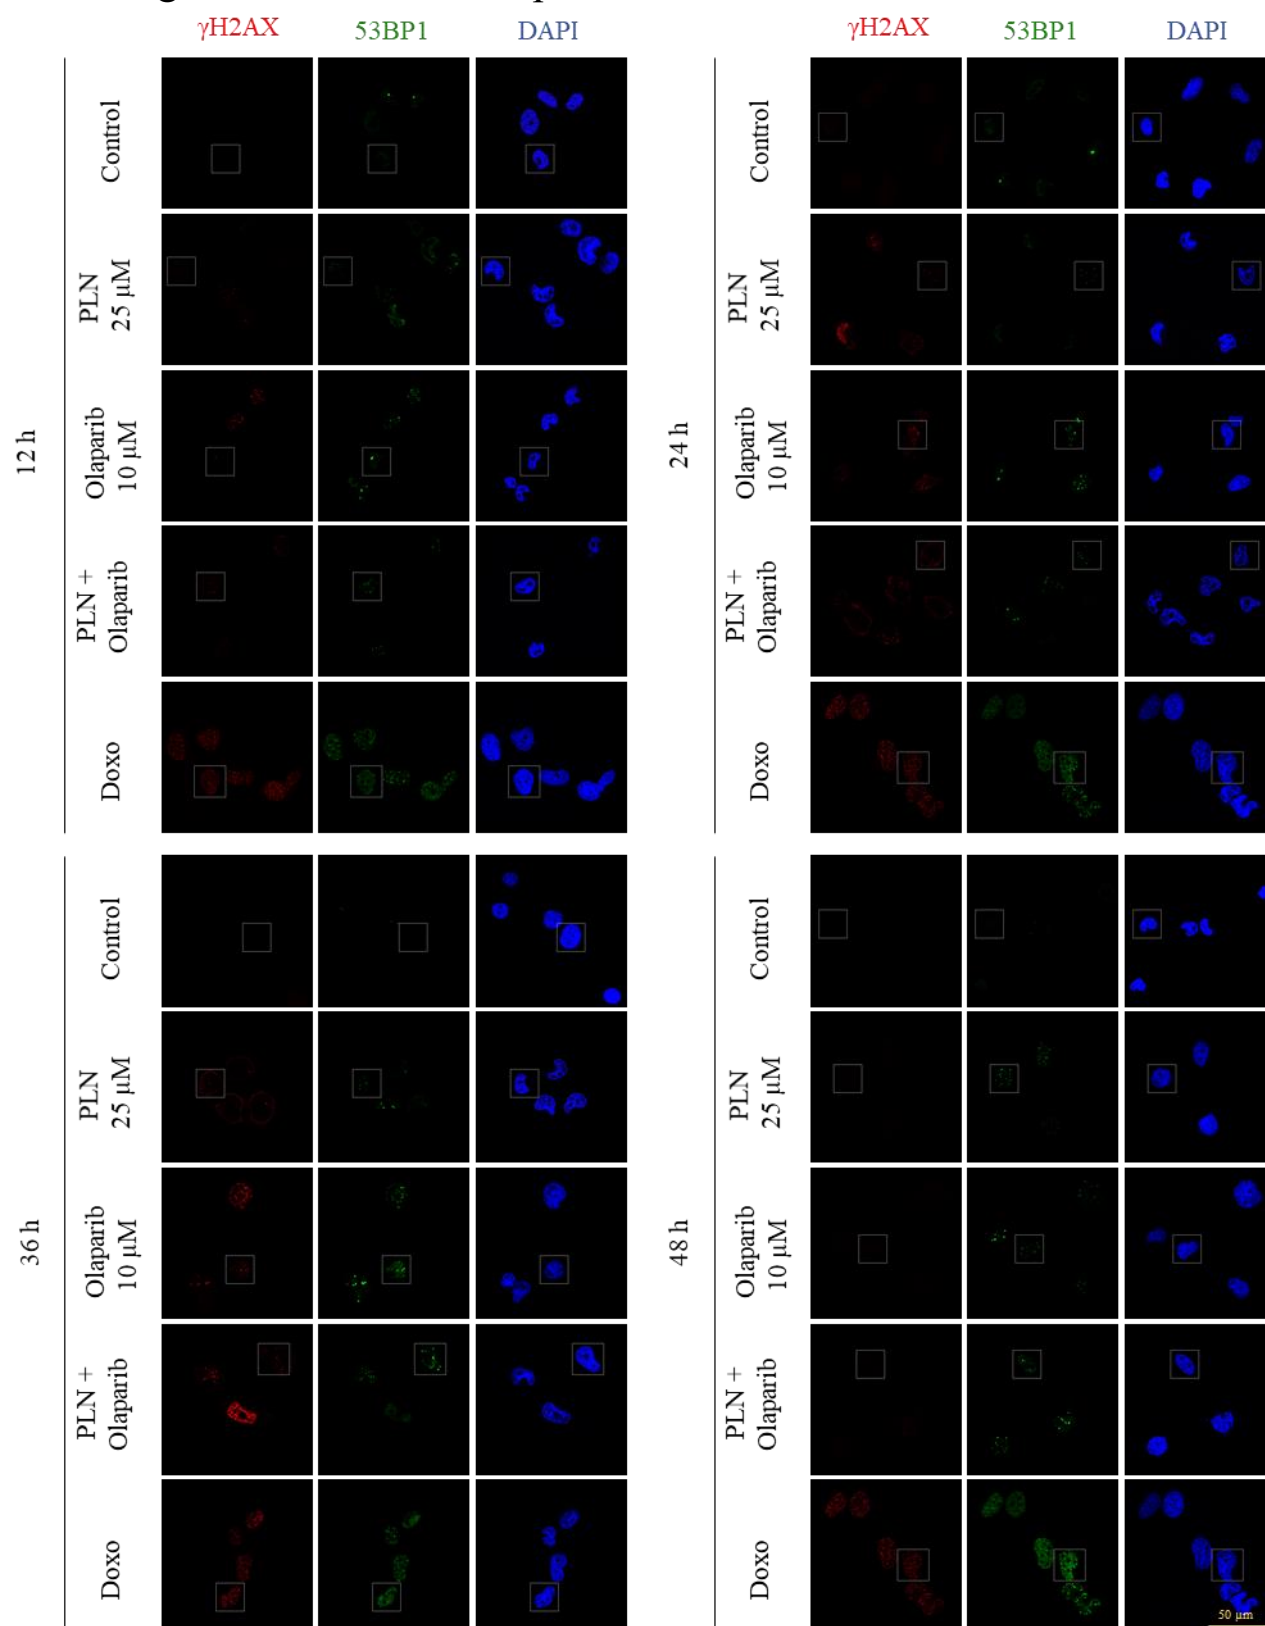 γH2AX 53BP1 DAPI
12 h
Control
PLN
25 μM
Olaparib
10 μM
PLN +
Olaparib
Doxo
γH2AX 53BP1 DAPI
24 h
Control
PLN
25 μM
Olaparib
10 μM
PLN +
Olaparib
Doxo
36 h
Control
PLN
25 μM
Olaparib
10 μM
PLN +
Olaparib
Doxo
48 h
Control
PLN
25 μM
Olaparib
10 μM
PLN +
Olaparib
Doxo
50 μm